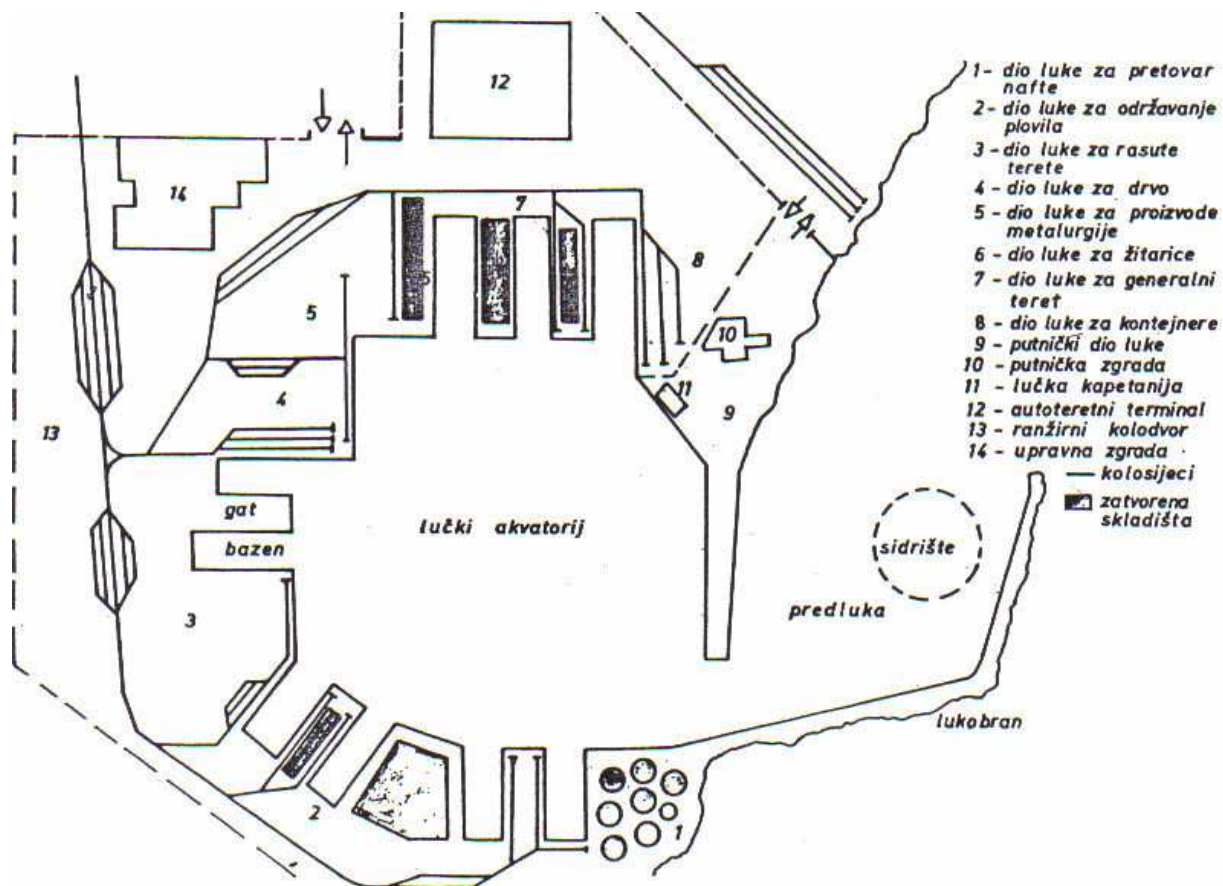 12
14
7
8
5
10
11
9
4
13
gat
bazen
lučki akvatorij
sidrište
predluka
3
lukobran
2
1
1- dio luke za pretovar
nafte
2- dio luke za održavanje
plovila
3- dio luke za rasute
terete
4 - dio luke za drvo
5 - dio luke za proizvode
metalurgije
6 - dio luke za žitarice
7 - dio luke za generalni
teret
8 - dio luke za kontejnere
9 - putnički dio luke
10 - putnička zgrada
11 - lučka kapetanija
12 - autoteretni terminal
13 - ranžirni kolodvor
14 - upravna zgrada
kolosijeci
zatvorena
skladišta